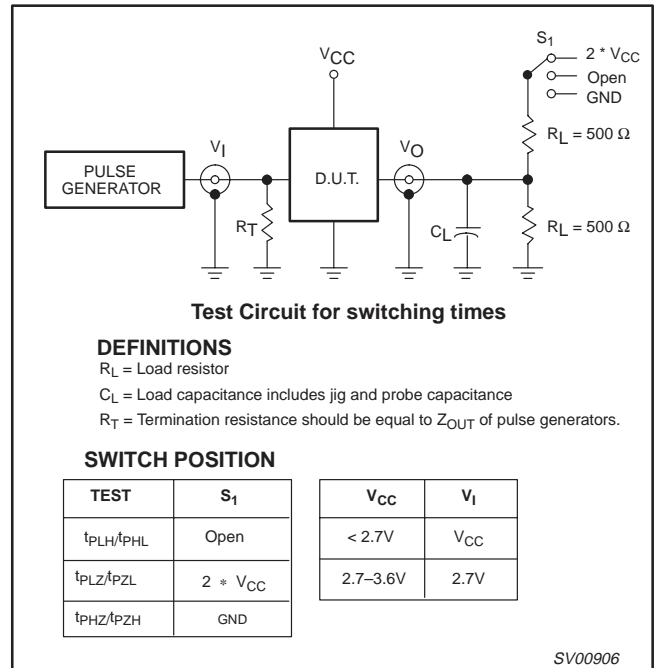 S1
2 * VCC
Open
GND
VCC
RL = 500 Ω
VI
VO
PULSE
GENERATOR
D.U.T.
RT
CL
RL = 500 Ω
Test Circuit for switching times
DEFINITIONS
RL = Load resistor
CL = Load capacitance includes jig and probe capacitance
RT = Termination resistance should be equal to ZOUT of pulse generators.
SWITCH POSITION
TEST S1
tPLH/tPHL Open
tPLZ/tPZL 2 * VCC
tPHZ/tPZH GND
VCC VI
< 2.7V VCC
2.7–3.6V 2.7V
SV00906